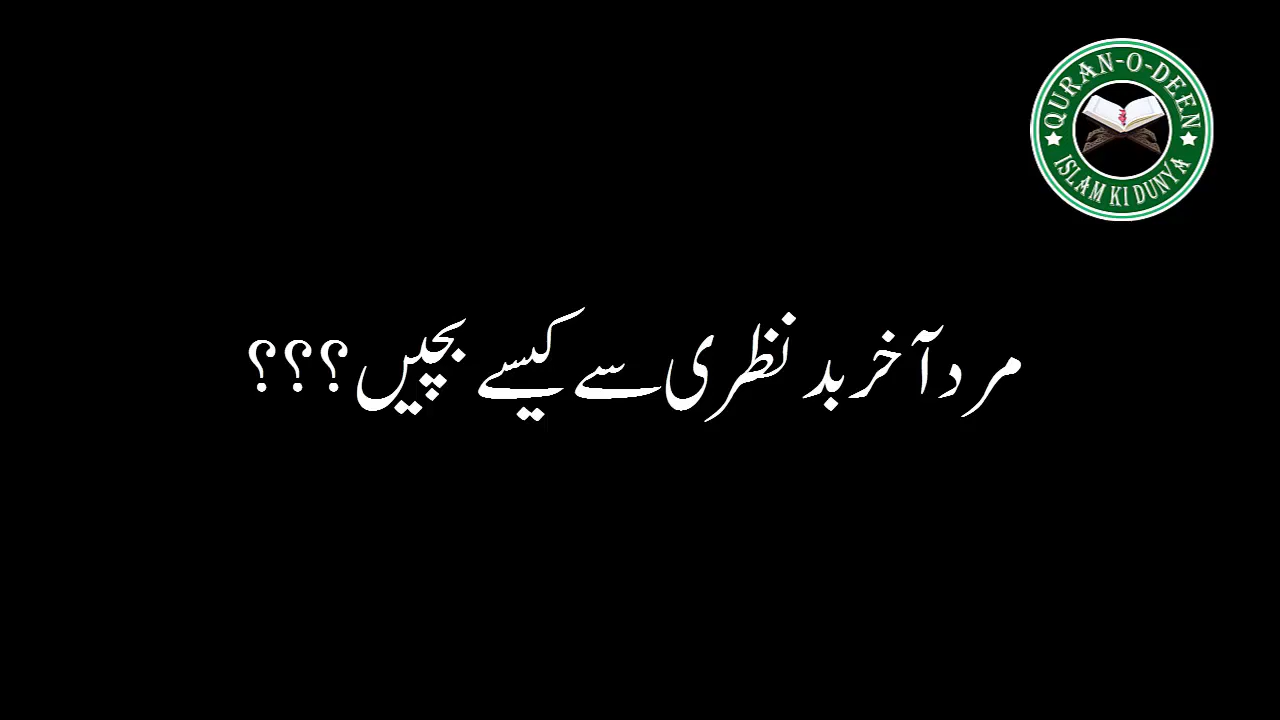 QURAN-O-DEEN
ISLAM KI DUNYA
مرد آخر بد نظری سے کیسے بچیں؟؟؟